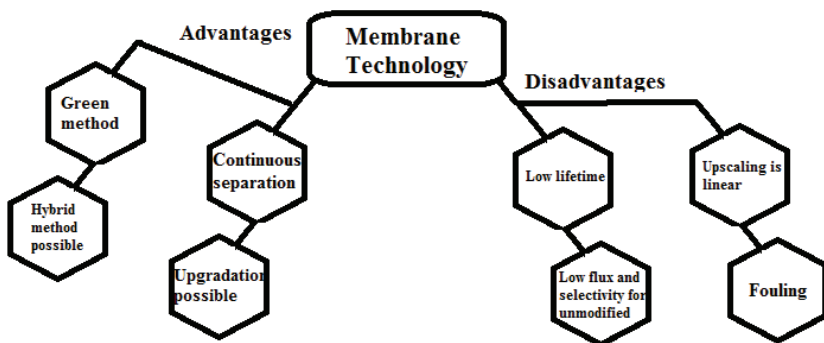 Membrane
Technology
Advantages
Green
method
Hybrid
method
possible
Continuous
separation
Upgradation
possible
Disadvantages
Low lifetime
Low flux and
selectivity for
unmodified
Upscaling is
linear
Fouling